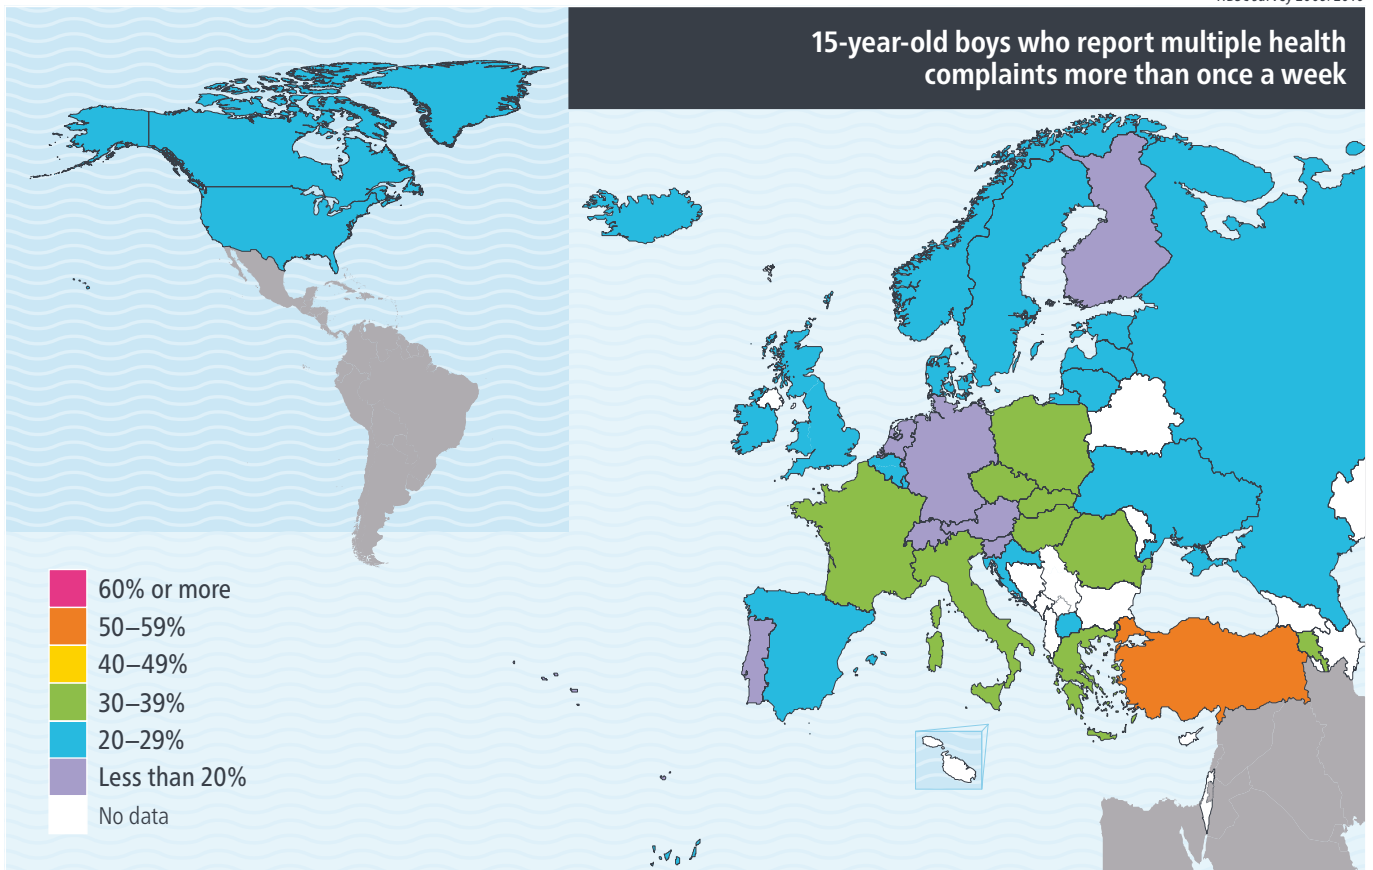 15-year-old boys who report multiple health
complaints more than once a week
60% or more
50–59%
40–49%
30–39%
20–29%
Less than 20%
No data